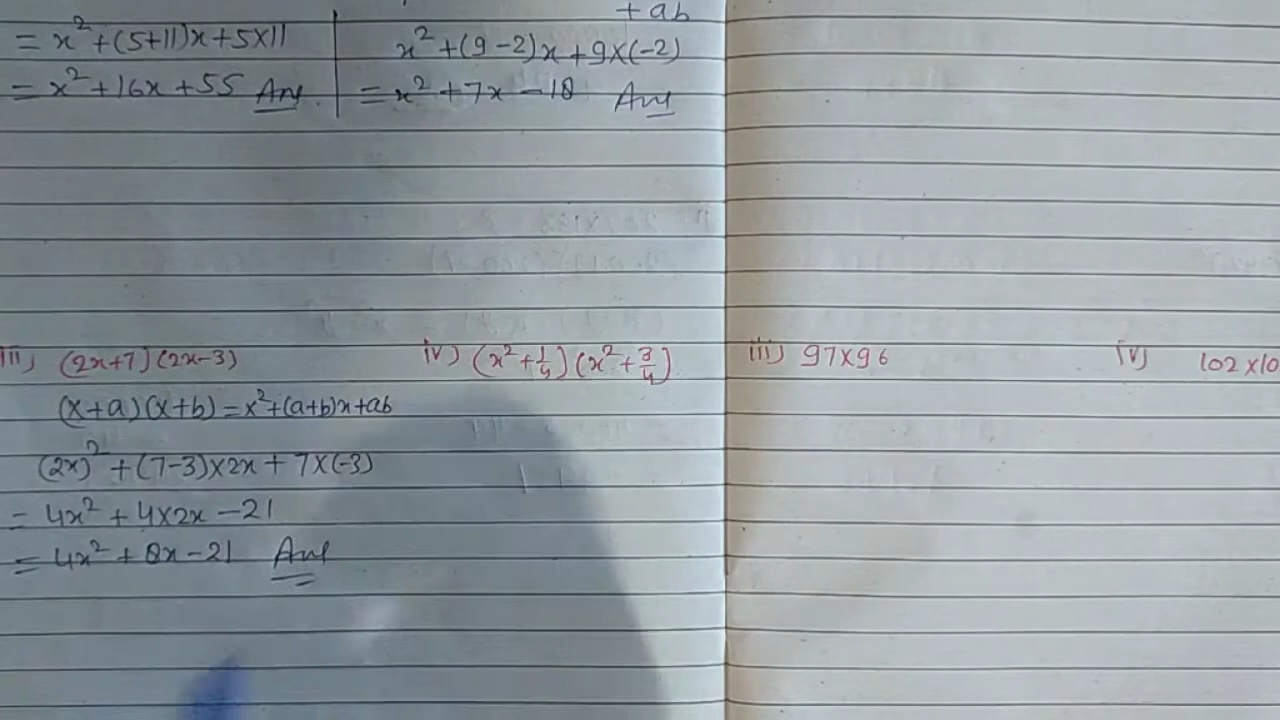 +ab
= x² + (5+11)x + 5×11
= x² + 16x + 55 Ans.
x² + (9-2)x + 9×(-2)
= x² + 7x - 18 Ans
iii) (2x+7)(2x-3)
(x+a)(x+b) = x²+(a+b)x+ab
(2x)² + (7-3)×2x + 7×(-3)
= 4x² + 4×2x - 21
= 4x² + 8x - 21 Ans
iv) (x²+1/4)(x²+3/4)
iii) 97×96
iv) 102×10